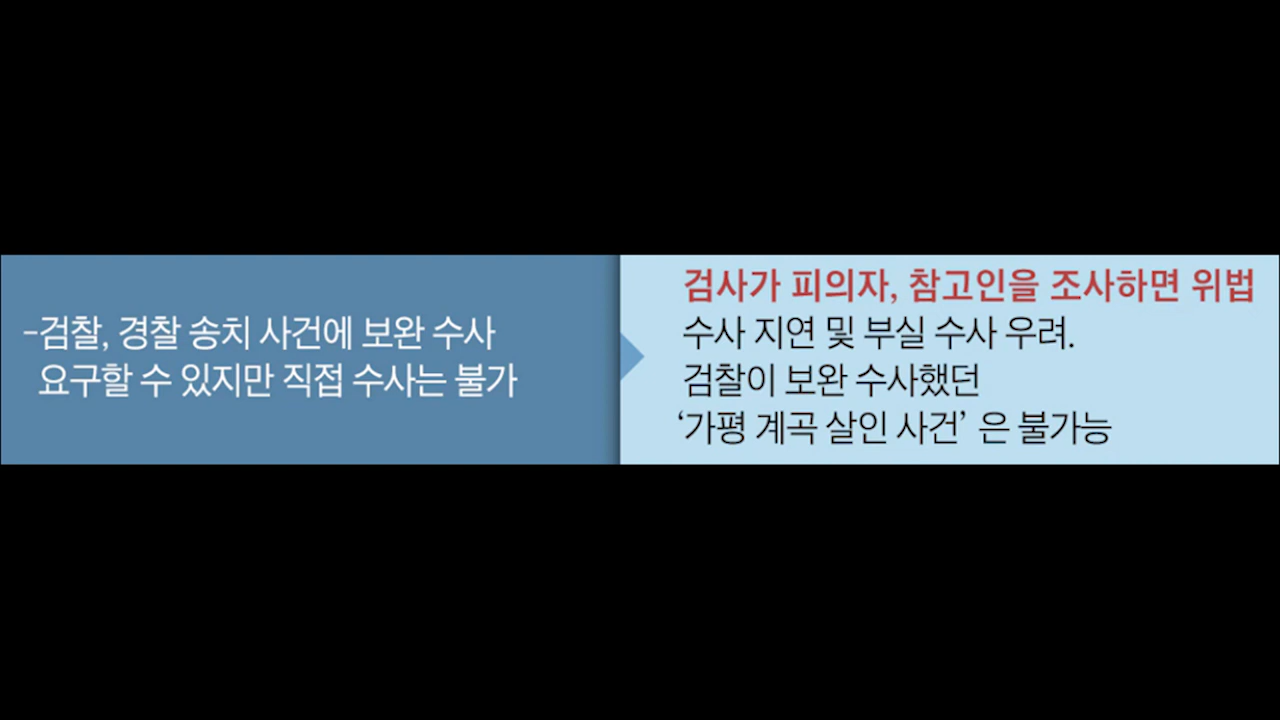 -검찰, 경찰 송치 사건에 보완 수사
요구할 수 있지만 직접 수사는 불가
검사가 피의자, 참고인을 조사하면 위법
수사 지연 및 부실 수사 우려.
검찰이 보완 수사했던
‘가평 계곡 살인 사건’ 은 불가능